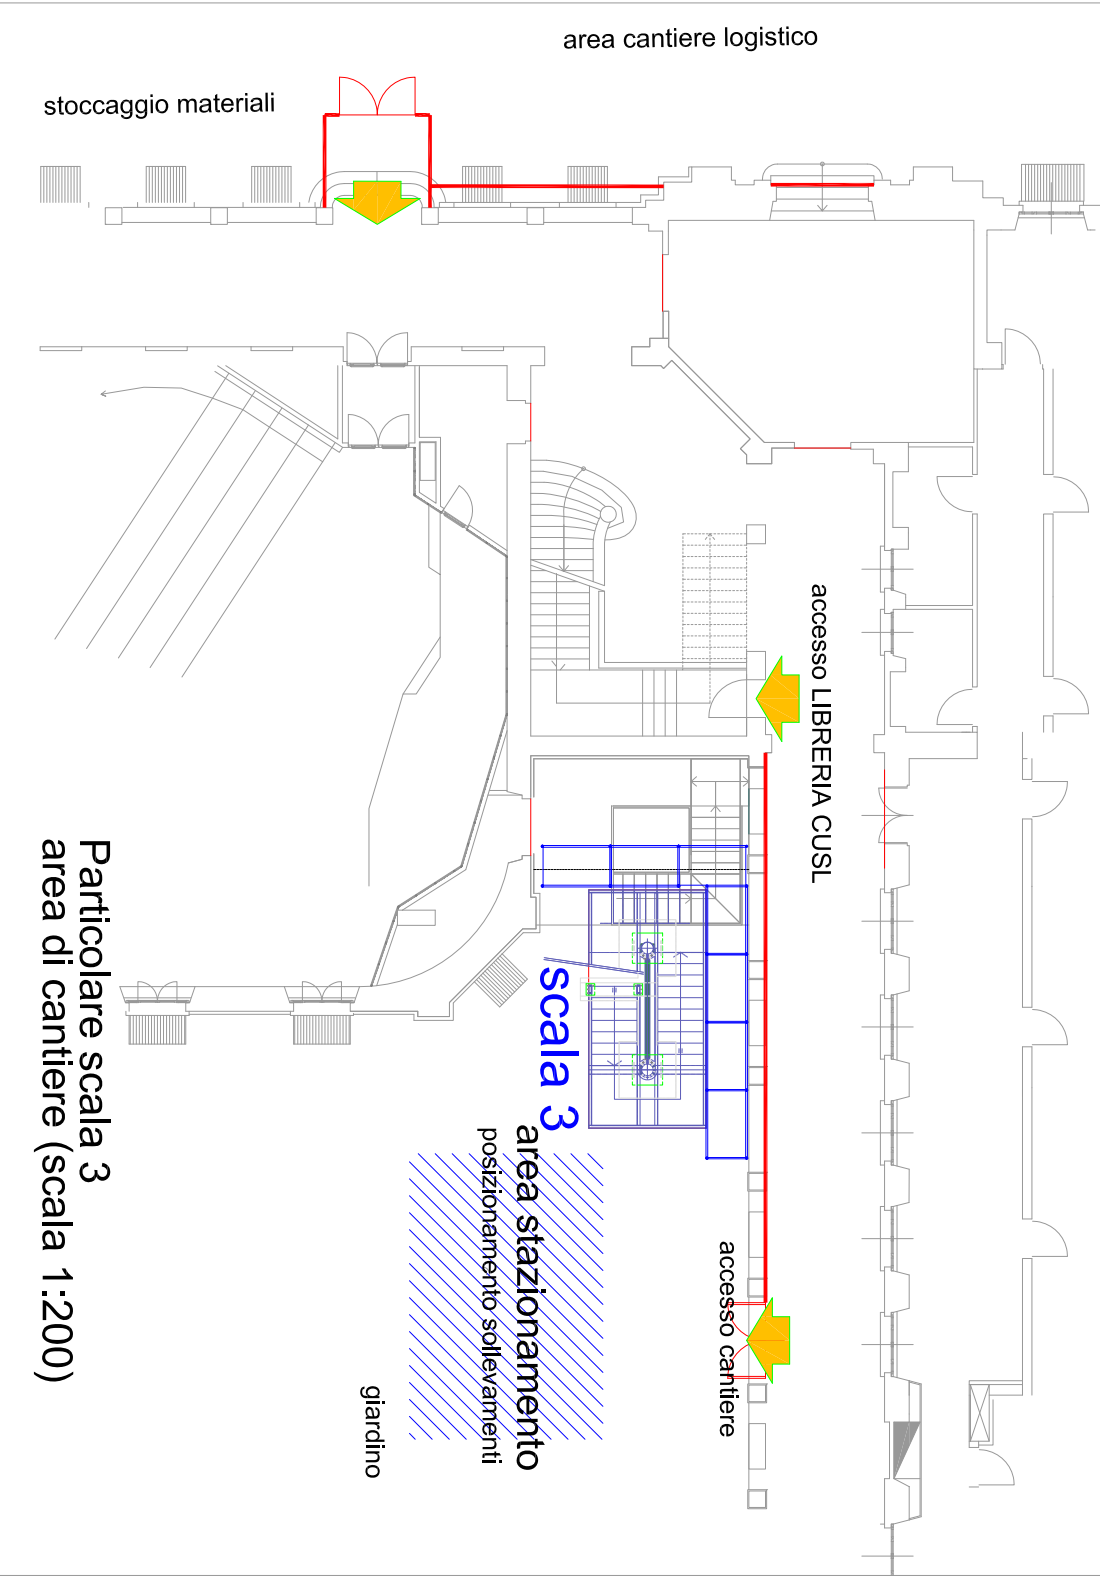 area cantiere logistico
stoccaggio materiali
accesso LIBRERIA CUSL
scala 3
area stazionamento
posizionamento sollevamenti
accesso cantiere
giardino
Particolare scala 3
area di cantiere (scala 1:200)